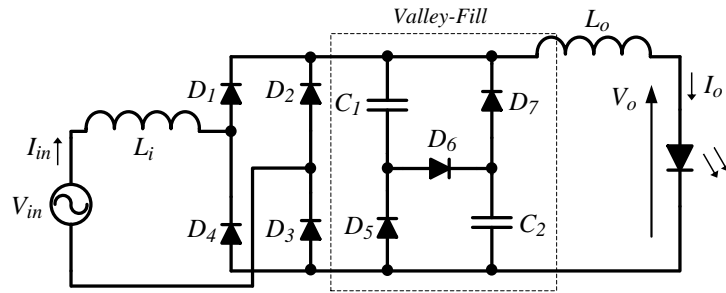 Valley-Fill
L_o
D_1
D_2
C_1
D_7
I_o
V_o
D_6
I_in
L_i
V_in
D_4
D_3
D_5
C_2